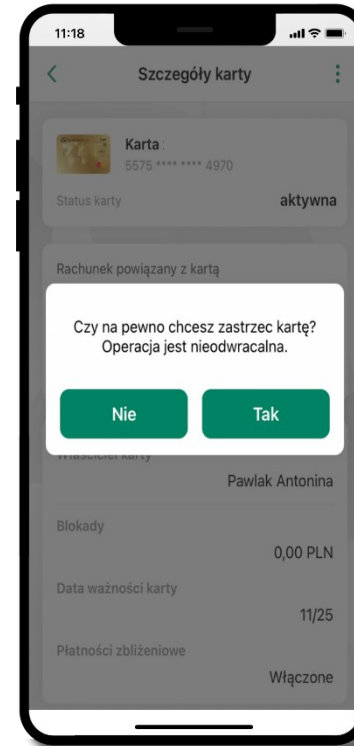 11:18
Szczegóły karty
Karta
5575 **** **** 4970
Status karty
aktywna
Rachunek powiązany z kartą
Czy na pewno chcesz zastrzec kartę?
Operacja jest nieodwracalna.
Nie
Tak
Właściciel karty
Pawlak Antonina
Blokady
0,00 PLN
Data ważności karty
11/25
Płatności zbliżeniowe
Włączone